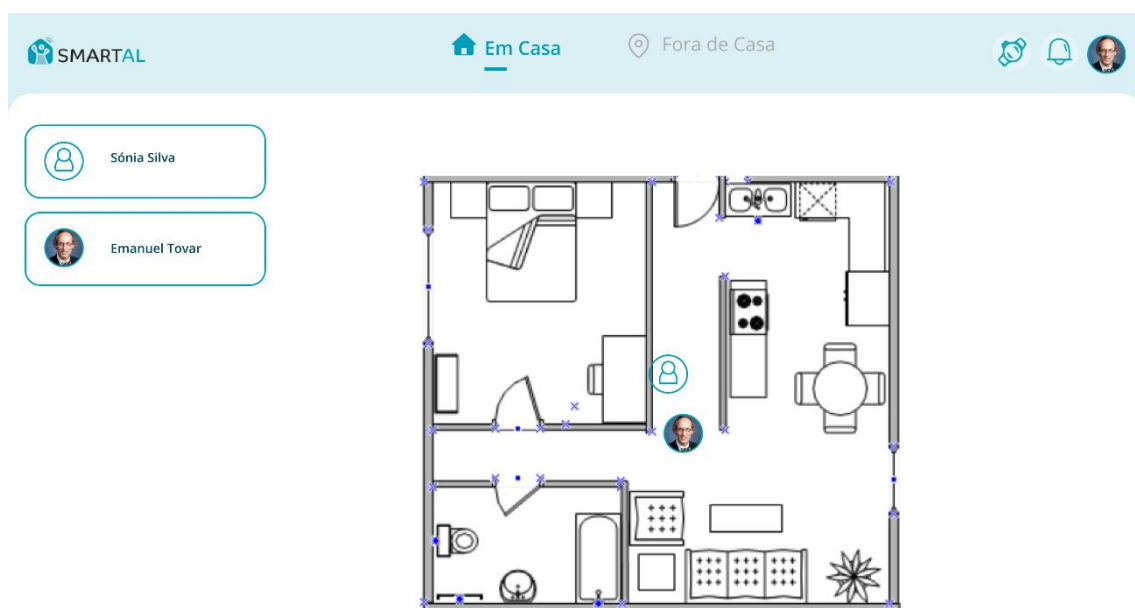 SMARTAL
Em Casa
Fora de Casa
Sónia Silva
Emanuel Tovar